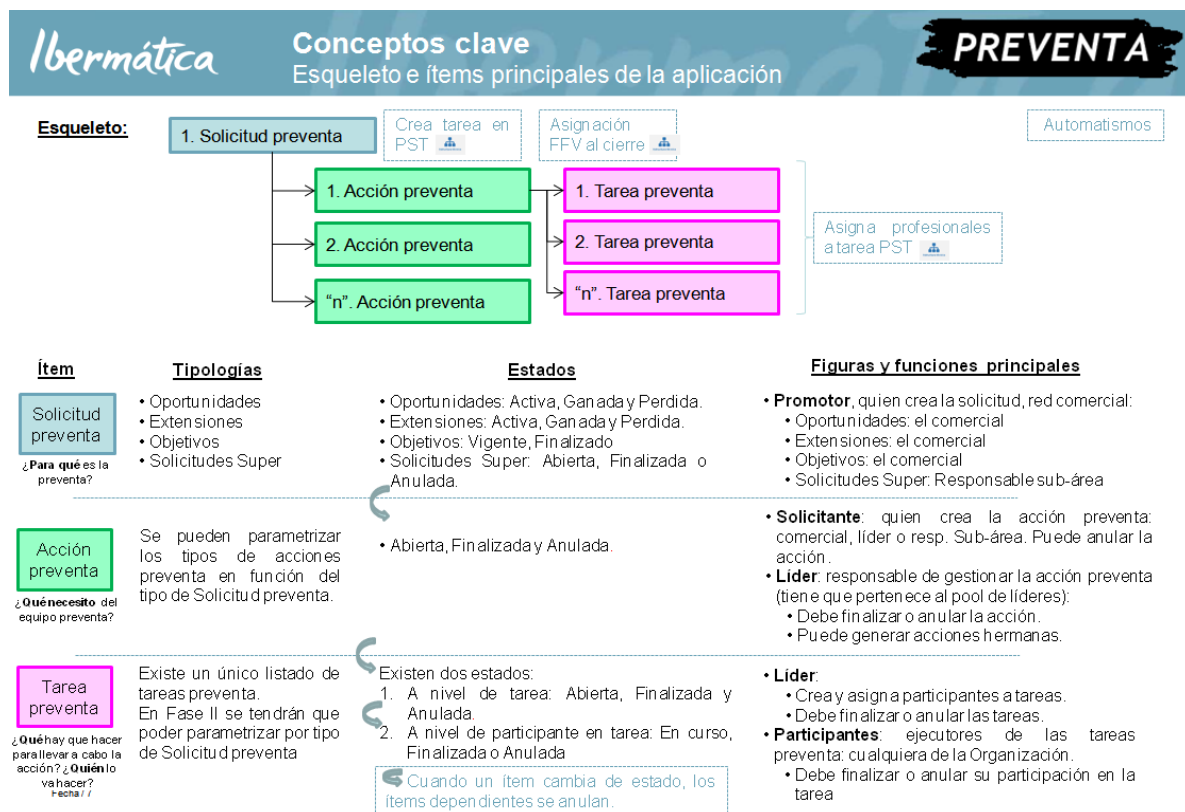 Ibermática
Conceptos clave
Esqueleto e ítems principales de la aplicación
PREVENTA
Esqueleto:
1. Solicitud preventa
Crea tarea en
PST
Asignación
FFV al cierre
Automatismos
1. Acción preventa
1. Tarea preventa
2. Acción preventa
2. Tarea preventa
Asigna profesionales
a tarea PST
“n”. Acción preventa
“n”. Tarea preventa
Ítem
Tipologías
Estados
Figuras y funciones principales
Solicitud
preventa
¿Para qué es la
preventa?
• Oportunidades
• Extensiones
• Objetivos
• Solicitudes Super
• Oportunidades: Activa, Ganada y Perdida.
• Extensiones: Activa, Ganada y Perdida.
• Objetivos: Vigente, Finalizado
• Solicitudes Super: Abierta, Finalizada o
Anulada.
• Promotor, quien crea la solicitud, red comercial:
• Oportunidades: el comercial
• Extensiones: el comercial
• Objetivos: el comercial
• Solicitudes Super: Responsable sub-área
Acción
preventa
¿Qué necesito del
equipo preventa?
Se pueden parametrizar
los tipos de acciones
preventa en función del
tipo de Solicitud preventa.
• Abierta, Finalizada y Anulada.
• Solicitante: quien crea la acción preventa:
comercial, líder o resp. Sub-área. Puede anular la
acción.
• Líder: responsable de gestionar la acción preventa
(tiene que pertenece al pool de líderes):
• Debe finalizar o anular la acción.
• Puede generar acciones hermanas.
Tarea
preventa
¿Qué hay que hacer
para llevar a cabo la
acción? ¿Quién lo
va hacer?
Fecha / /
Existe un único listado de
tareas preventa.
En Fase II se tendrán que
poder parametrizar por tipo
de Solicitud preventa
Existen dos estados:
1. A nivel de tarea: Abierta, Finalizada y
Anulada.
2. A nivel de participante en tarea: En curso,
Finalizada o Anulada
Cuando un ítem cambia de estado, los
ítems dependientes se anulan.
• Líder:
• Crea y asigna participantes a tareas.
• Debe finalizar o anular las tareas.
• Participantes: ejecutores de las tareas
preventa: cualquiera de la Organización.
• Debe finalizar o anular su participación en la
tarea